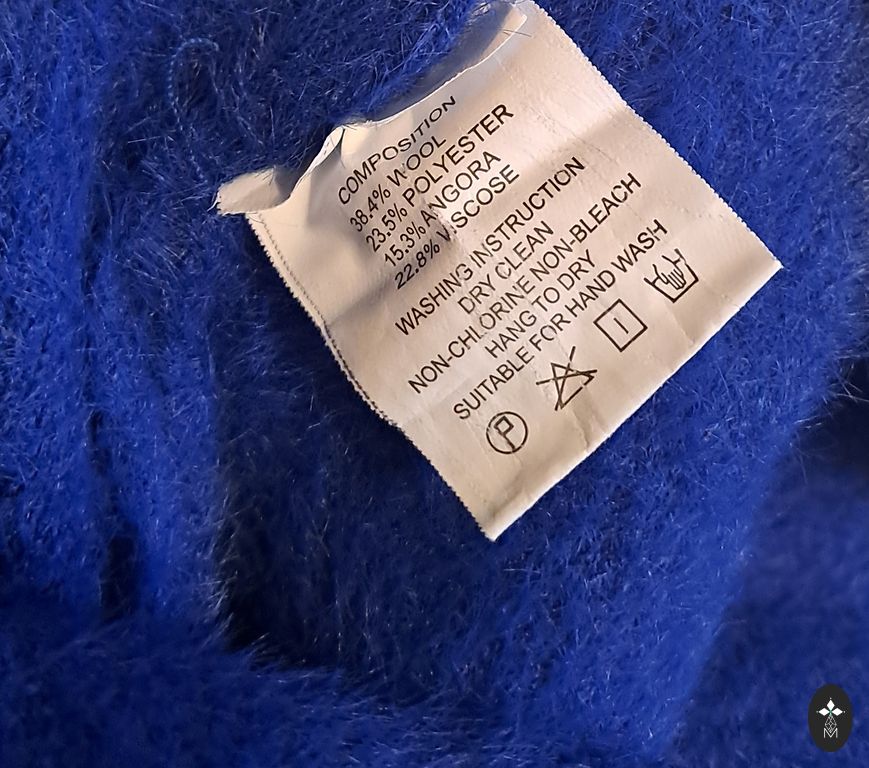 COMPOSITION
38.4% WOOL
23.5% POLYESTER
15.3% ANGORA
22.8% VISCOSE
WASHING INSTRUCTION
DRY CLEAN
NON-CHLORINE NON-BLEACH
HANG TO DRY
SUITABLE FOR HAND WASH
P
M